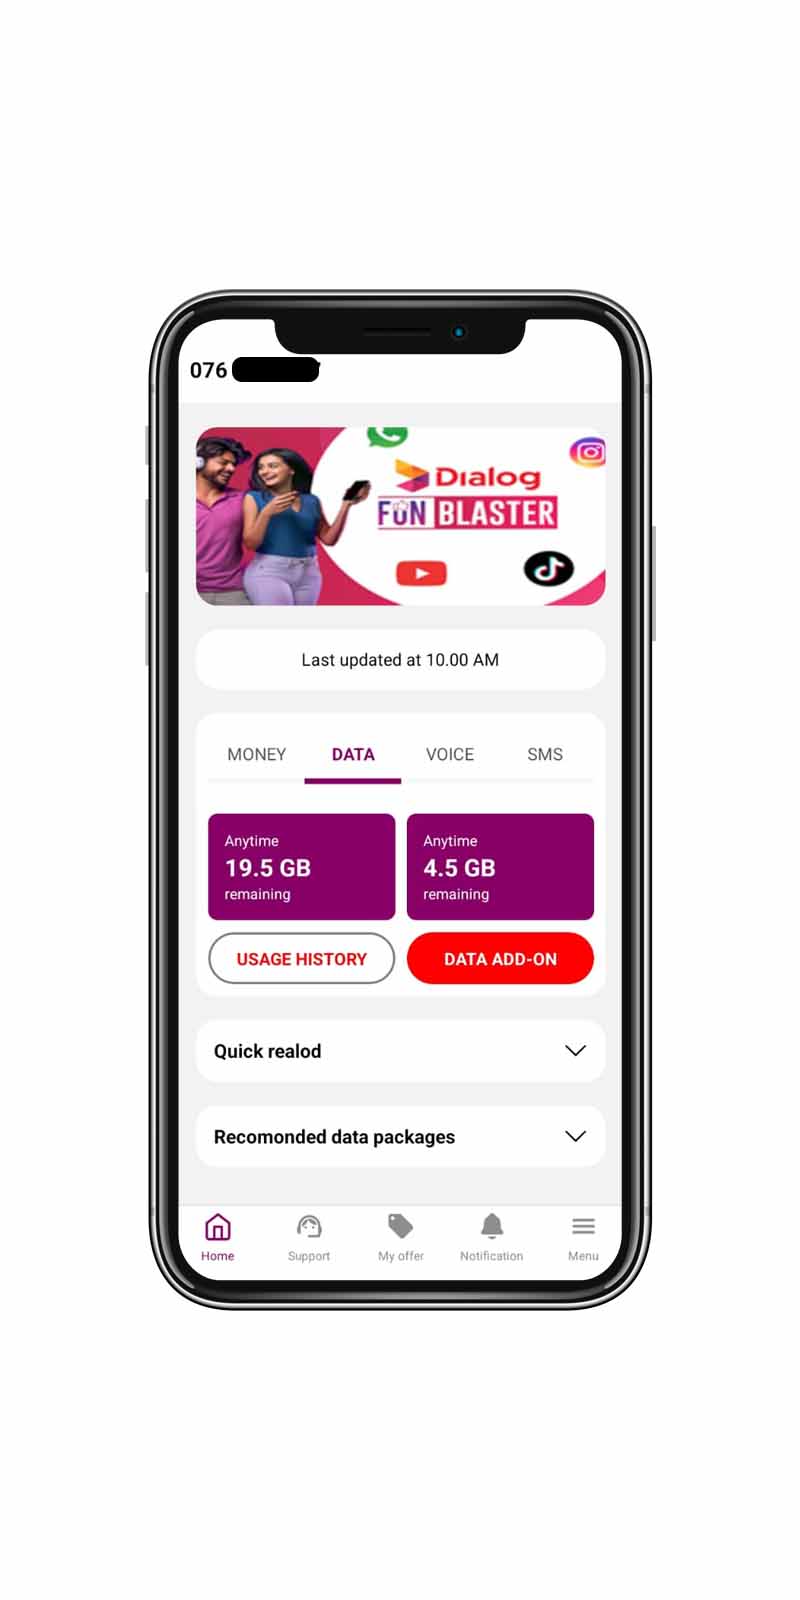 076
Dialog
FUN BLASTER
Last updated at 10.00 AM
MONEY DATA VOICE SMS
Anytime Anytime
19.5 GB 4.5 GB
remaining remaining
USAGE HISTORY DATA ADD-ON
Quick realod
Recomonded data packages
Home Support My offer Notification Menu